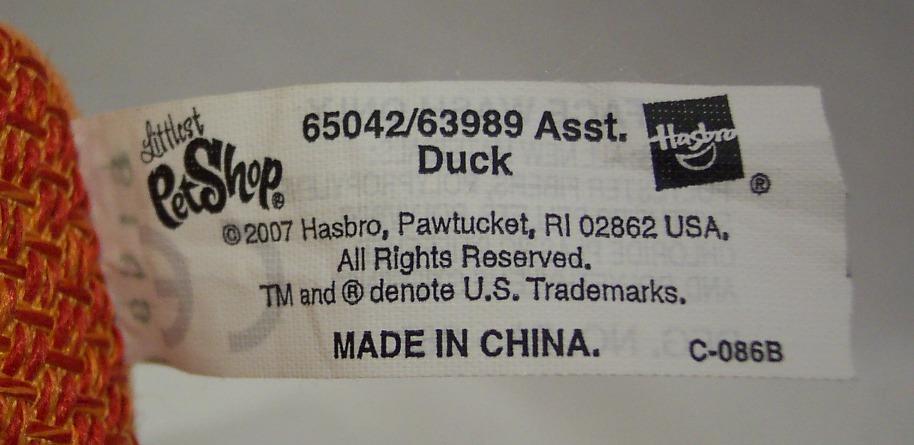 Littlest
PetShop®
65042/63989 Asst.
Duck
Hasbro
®
©2007 Hasbro, Pawtucket, RI 02862 USA.
All Rights Reserved.
TM and ® denote U.S. Trademarks.
MADE IN CHINA.
C-086B